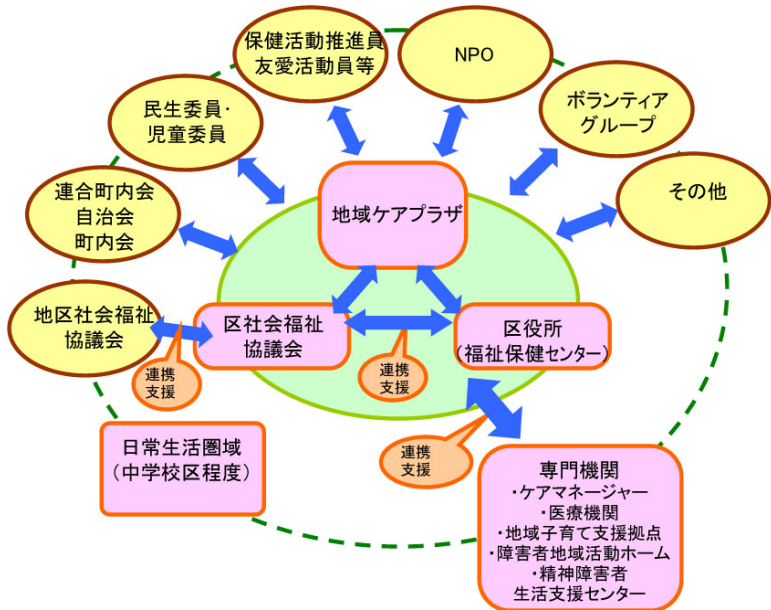 保健活動推進員
友愛活動員等
NPO
民生委員・
児童委員
ボランティア
グループ
連合町内会
自治会
町内会
地域ケアプラザ
その他
地区社会福祉
協議会
区社会福祉
協議会
区役所
（福祉保健センター）
連携
支援
連携
支援
連携
支援
日常生活圏域
（中学校区程度）
専門機関
・ケアマネージャー
・医療機関
・地域子育て支援拠点
・障害者地域活動ホーム
・精神障害者
生活支援センター